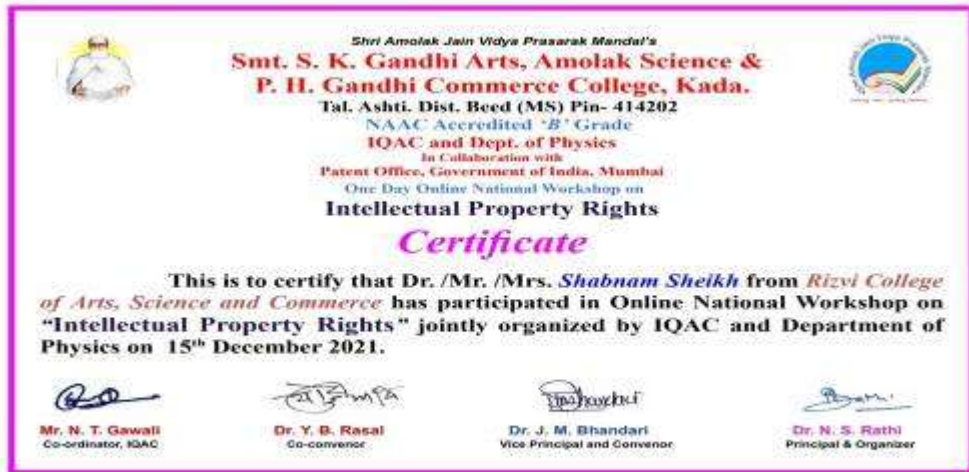 Shri Amolak Jain Vidya Prasarak Mandal's
Smt. S. K. Gandhi Arts, Amolak Science &
P. H. Gandhi Commerce College, Kada.
Tal. Ashti. Dist. Beed (MS) Pin- 414202
NAAC Accredited 'B' Grade
IQAC and Dept. of Physics
In Collaboration with
Patent Office, Government of India, Mumbai
One Day Online National Workshop on
Intellectual Property Rights
Certificate
This is to certify that Dr. /Mr. /Mrs. Shabnam Sheikh from Rizvi College
of Arts, Science and Commerce has participated in Online National Workshop on
"Intellectual Property Rights" jointly organized by IQAC and Department of
Physics on 15th December 2021.
Mr. N. T. Gawali
Co-ordinator, IQAC
Dr. Y. B. Rasal
Co-convenor
Dr. J. M. Bhandari
Vice Principal and Convenor
Dr. N. S. Rathi
Principal & Organizer